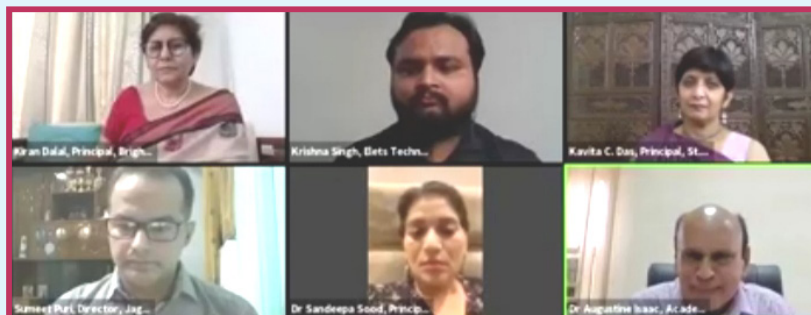 Kiran Dalal, Principal, Brigh...
Krishna Singh, Elets Techn...
Kavita C. Das, Principal, St....
Sumeet Puri, Director, Jag...
Dr Sandeepa Sood, Princip...
Dr Augustine Isaac, Acade...